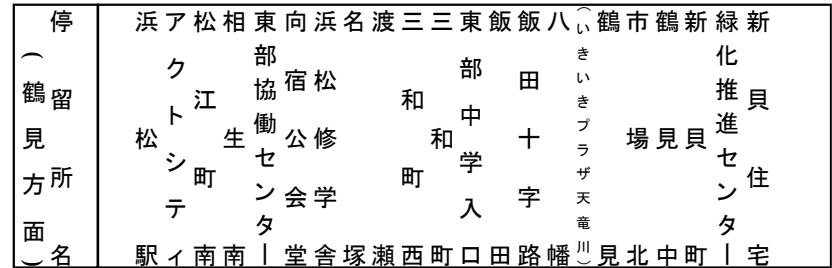 停留所名
(鶴見方面)
浜松駅
アクトシティ
松江町南
相生南
東部協働センター
向宿公会堂
浜松修学舎
名塚
渡瀬
三和町西
三和町
東部中学入口
飯田
飯田十字路
八幡
(いきいきプラザ天竜川)
鶴見
市場北
鶴見中
新貝町
緑化推進センター
新貝住宅